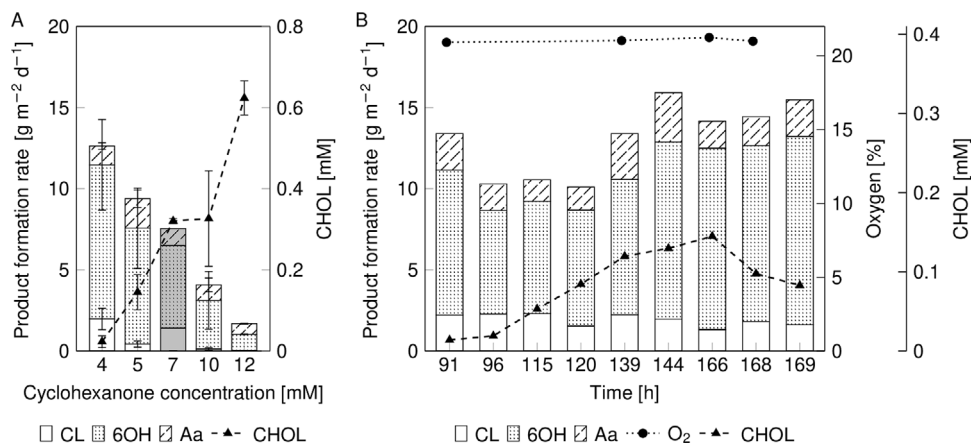 A
Product formation rate [g m⁻² d⁻¹]
20
15
10
5
0
0.8
0.6
0.4
0.2
0
CHOL [mM]
4 5 7 10 12
Cyclohexanone concentration [mM]
CL 6OH Aa CHOL
B
Product formation rate [g m⁻² d⁻¹]
20
15
10
5
0
20
15
10
5
0
Oxygen [%]
0.4
0.3
0.2
0.1
0
CHOL [mM]
91 96 115 120 139 144 166 168 169
Time [h]
CL 6OH Aa O₂ CHOL